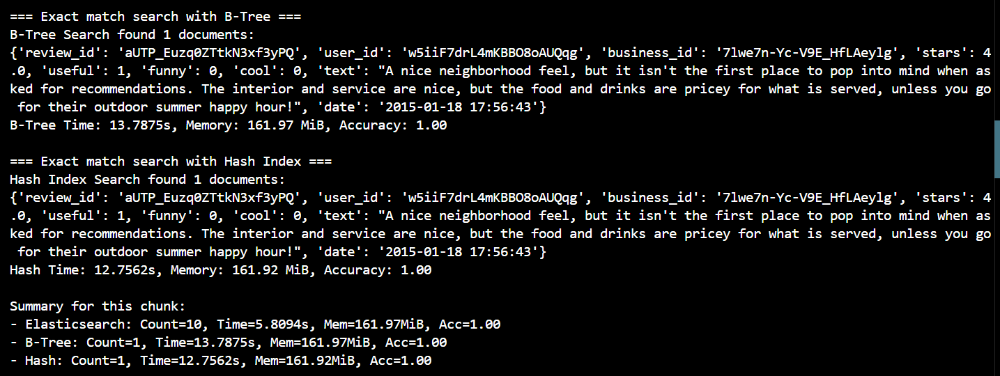 === Exact match search with B-Tree ===
B-Tree Search found 1 documents:
{'review_id': 'aUTP_Euzq0ZTtkN3xf3yPQ', 'user_id': 'w5iiF7drL4mKBBO8oAUQqg', 'business_id': '7lwe7n-Yc-V9E_HfLAeylg', 'stars': 4
.0, 'useful': 1, 'funny': 0, 'cool': 0, 'text': "A nice neighborhood feel, but it isn't the first place to pop into mind when as
ked for recommendations. The interior and service are nice, but the food and drinks are pricey for what is served, unless you go
 for their outdoor summer happy hour!", 'date': '2015-01-18 17:56:43'}
B-Tree Time: 13.7875s, Memory: 161.97 MiB, Accuracy: 1.00

=== Exact match search with Hash Index ===
Hash Index Search found 1 documents:
{'review_id': 'aUTP_Euzq0ZTtkN3xf3yPQ', 'user_id': 'w5iiF7drL4mKBBO8oAUQqg', 'business_id': '7lwe7n-Yc-V9E_HfLAeylg', 'stars': 4
.0, 'useful': 1, 'funny': 0, 'cool': 0, 'text': "A nice neighborhood feel, but it isn't the first place to pop into mind when as
ked for recommendations. The interior and service are nice, but the food and drinks are pricey for what is served, unless you go
 for their outdoor summer happy hour!", 'date': '2015-01-18 17:56:43'}
Hash Time: 12.7562s, Memory: 161.92 MiB, Accuracy: 1.00

Summary for this chunk:
- Elasticsearch: Count=10, Time=5.8094s, Mem=161.97MiB, Acc=1.00
- B-Tree: Count=1, Time=13.7875s, Mem=161.97MiB, Acc=1.00
- Hash: Count=1, Time=12.7562s, Mem=161.92MiB, Acc=1.00